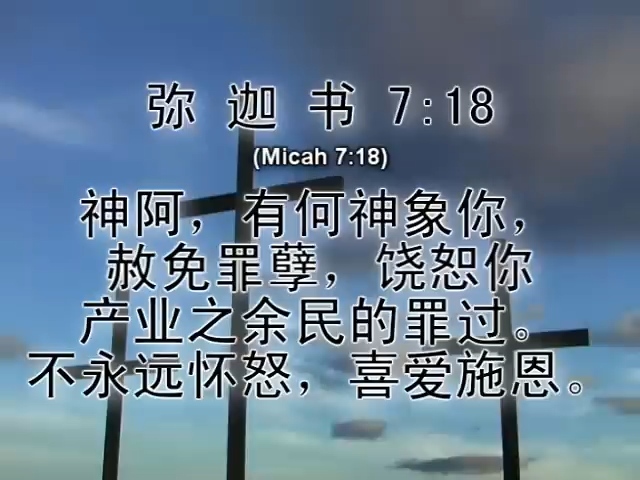 弥 迦 书 7:18
(Micah 7:18)
神阿，有何神象你，
赦免罪孽，饶恕你
产业之余民的罪过。
不永远怀怒，喜爱施恩。